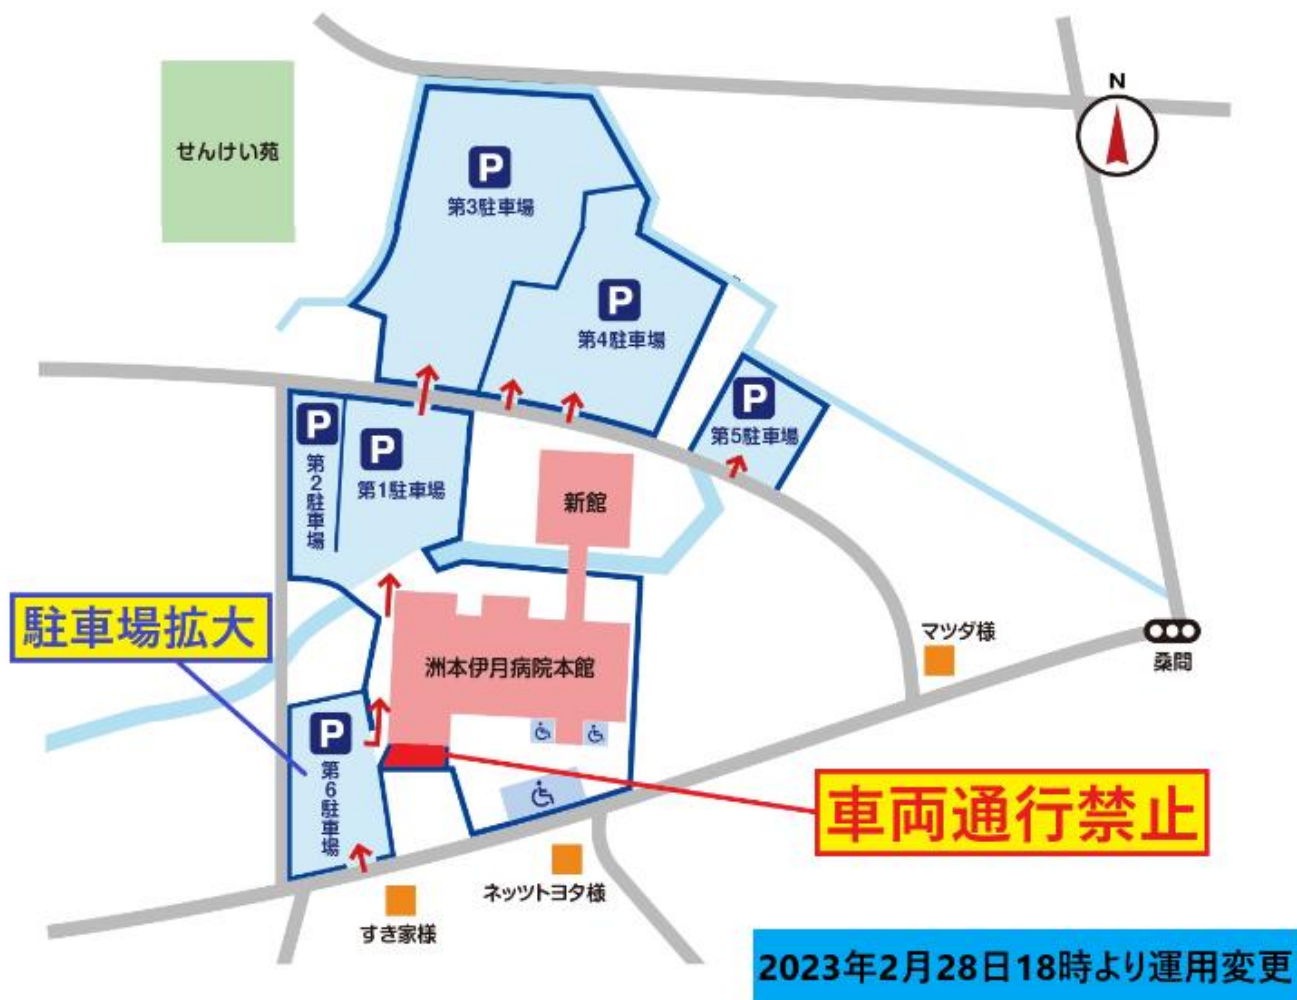 N
せんけい苑
P
第3駐車場
P
第4駐車場
P
第5駐車場
P
第2駐車場
P
第1駐車場
新館
駐車場拡大
洲本伊月病院本館
マツダ様
桑間
P
第6駐車場
車両通行禁止
ネッツトヨタ様
すき家様
2023年2月28日18時より運用変更